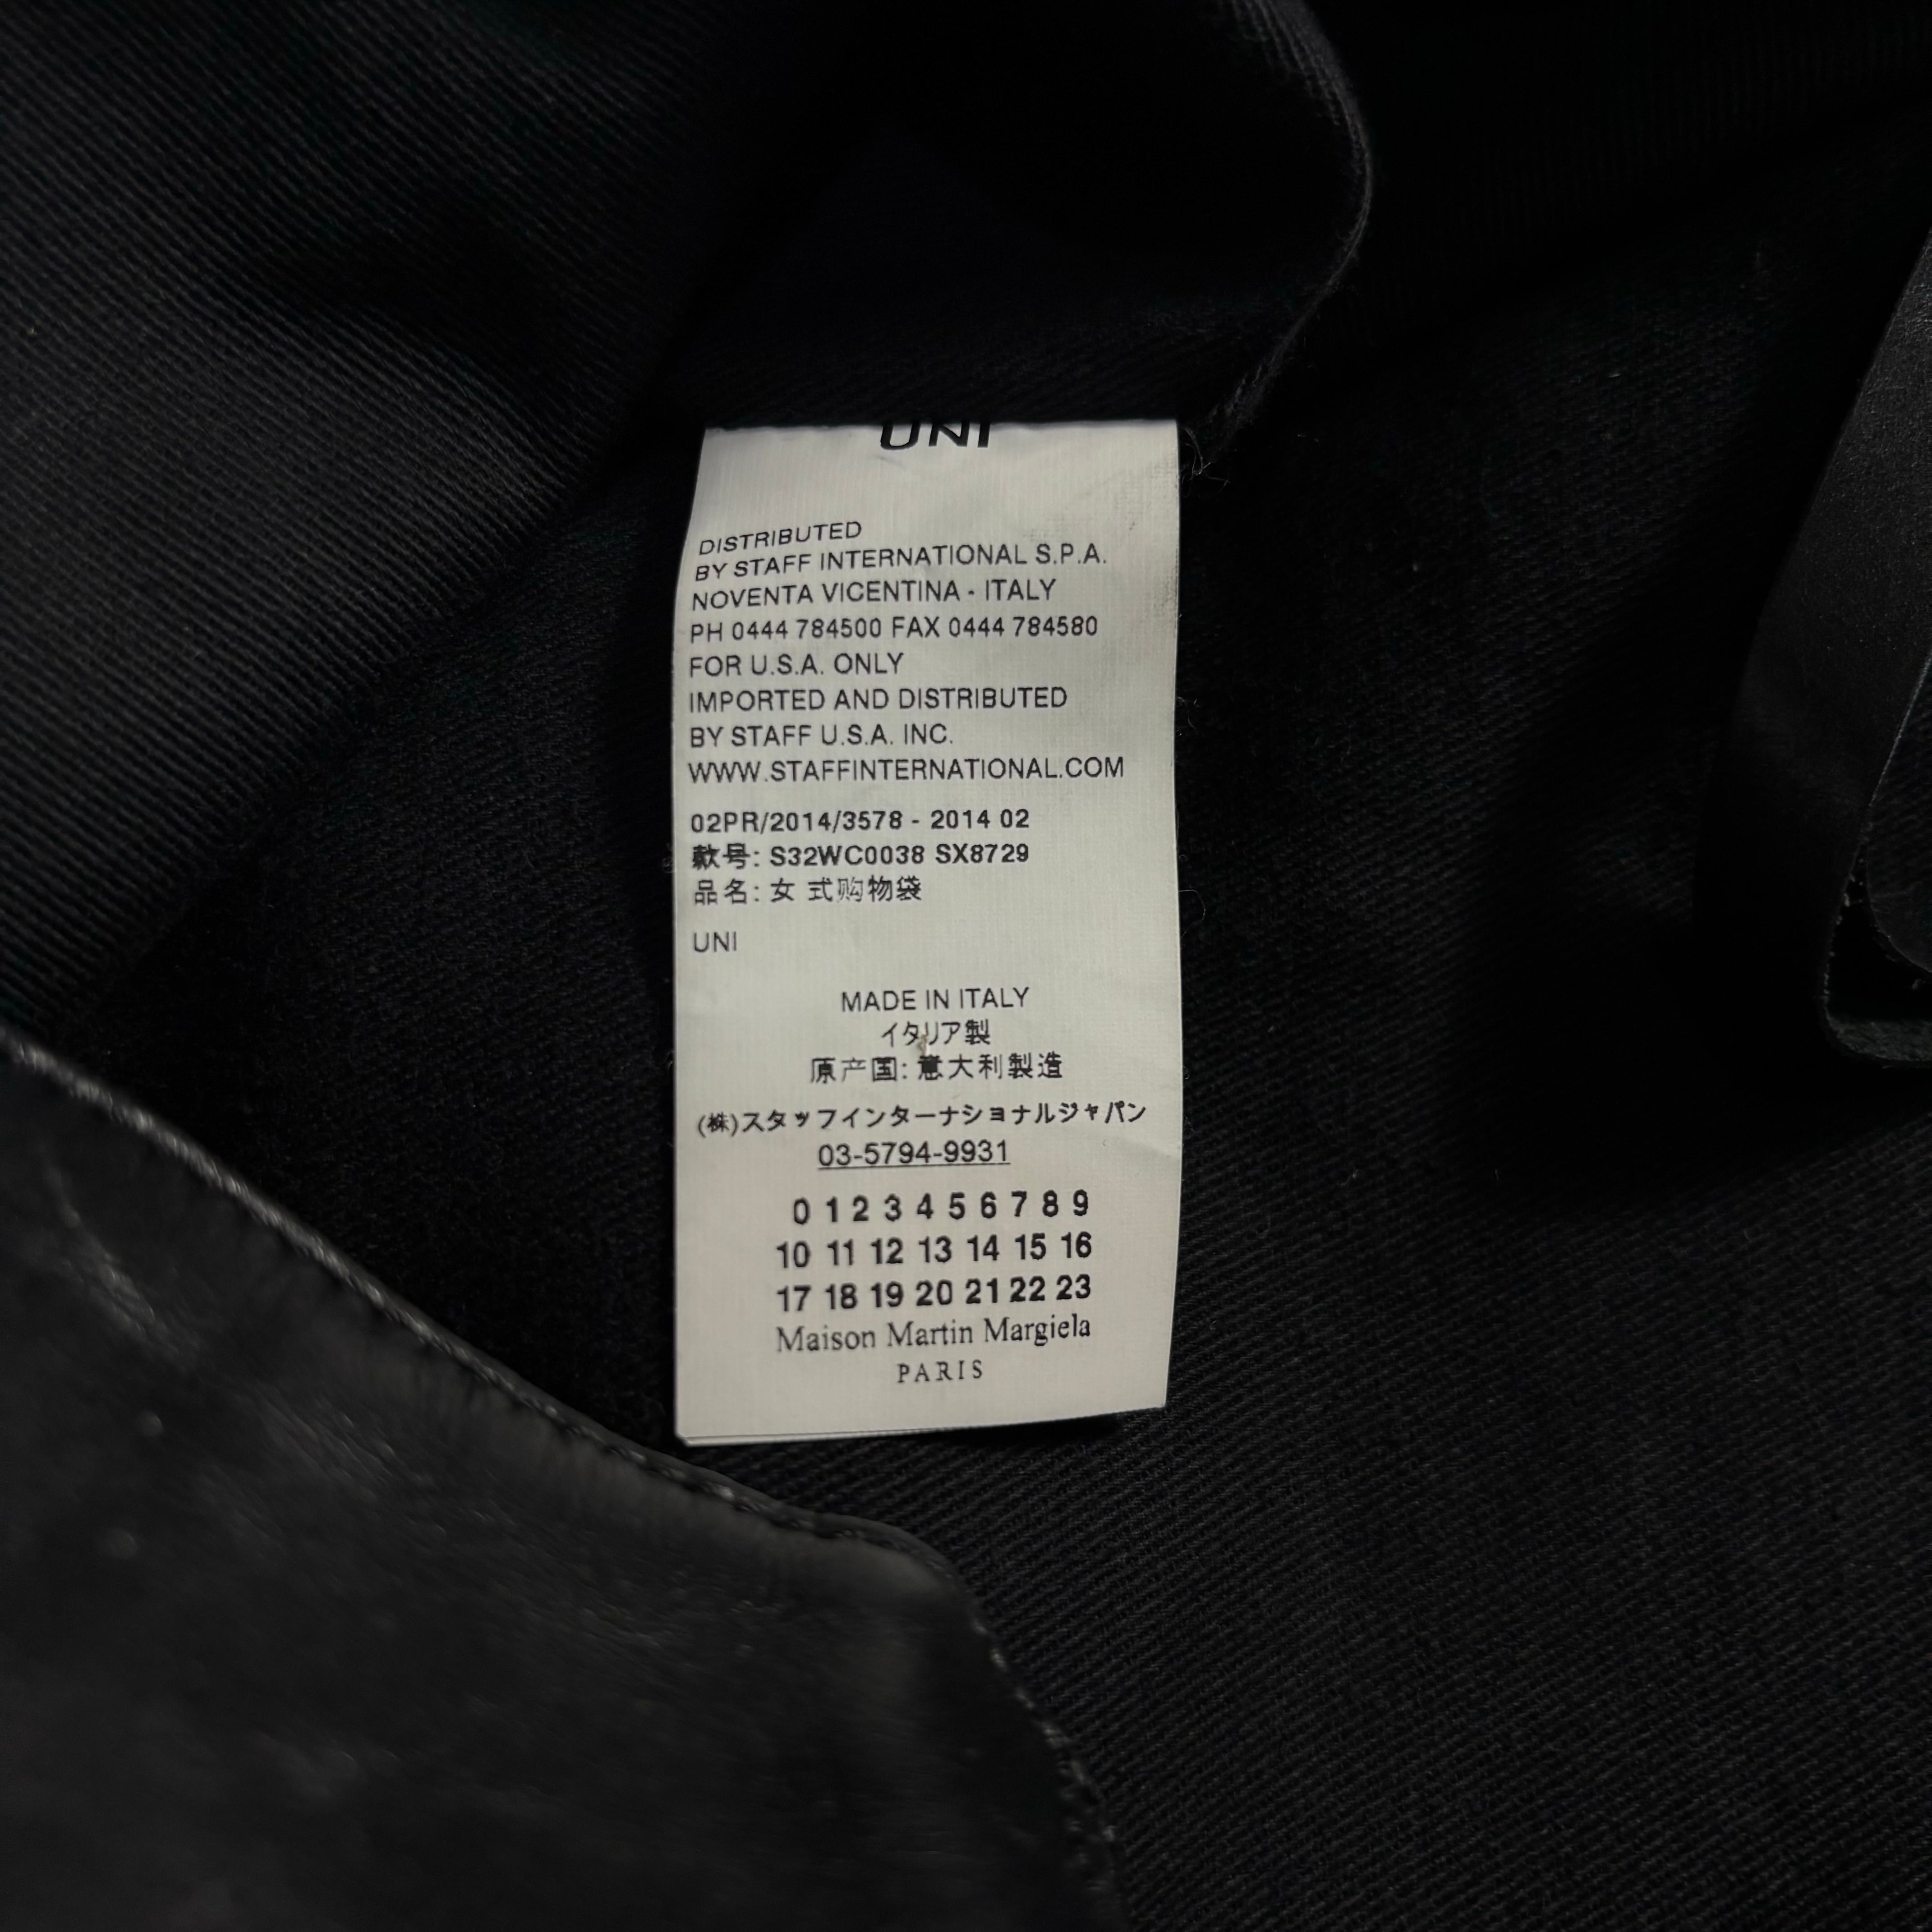 UNI
DISTRIBUTED
BY STAFF INTERNATIONAL S.P.A.
NOVENTA VICENTINA - ITALY
PH 0444 784500 FAX 0444 784580
FOR U.S.A. ONLY
IMPORTED AND DISTRIBUTED
BY STAFF U.S.A. INC.
WWW.STAFFINTERNATIONAL.COM
02PR/2014/3578 - 2014 02
款号: S32WC0038 SX8729
品名: 女 式购物袋
UNI
MADE IN ITALY
イタリア製
原产国: 意大利製造
(株)スタッフインターナショナルジャパン
03-5794-9931
0 1 2 3 4 5 6 7 8 9
10 11 12 13 14 15 16
17 18 19 20 21 22 23
Maison Martin Margiela
PARIS